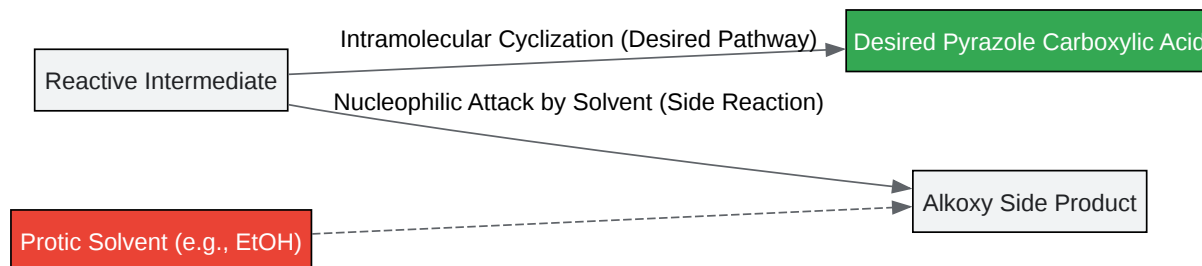 Intramolecular Cyclization (Desired Pathway)
Desired Pyrazole Carboxylic Acid
Reactive Intermediate
Nucleophilic Attack by Solvent (Side Reaction)
Alkoxy Side Product
Protic Solvent (e.g., EtOH)